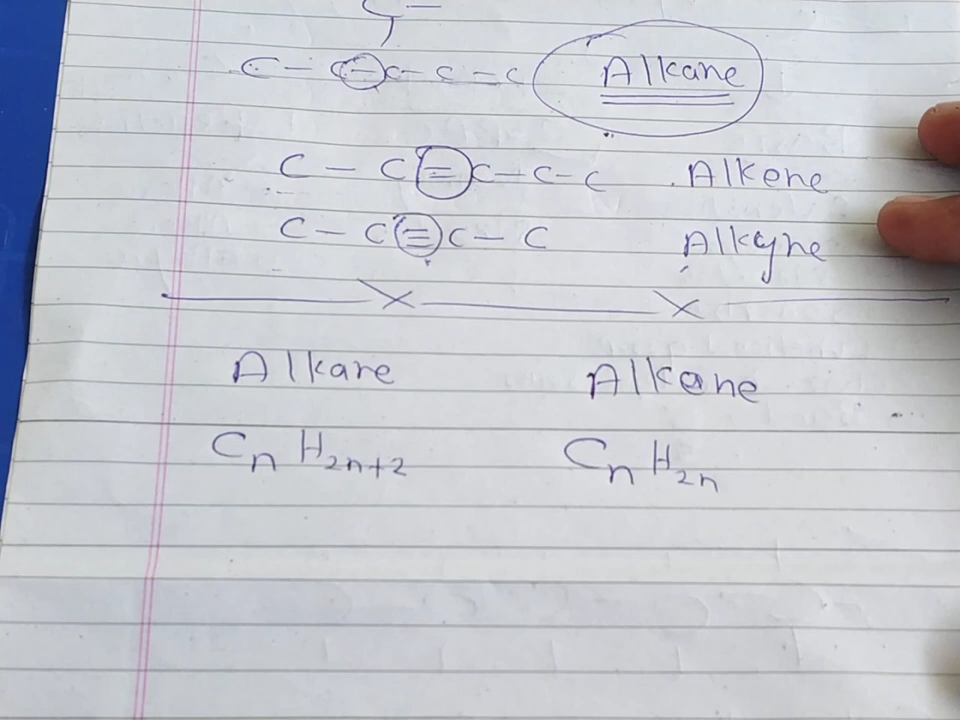 C -
C - C - C - C - C Alkane
C - C = C - C - C Alkene
C - C ≡ C - C Alkyne
Alkane Alkene
CnH2n+2 CnH2n